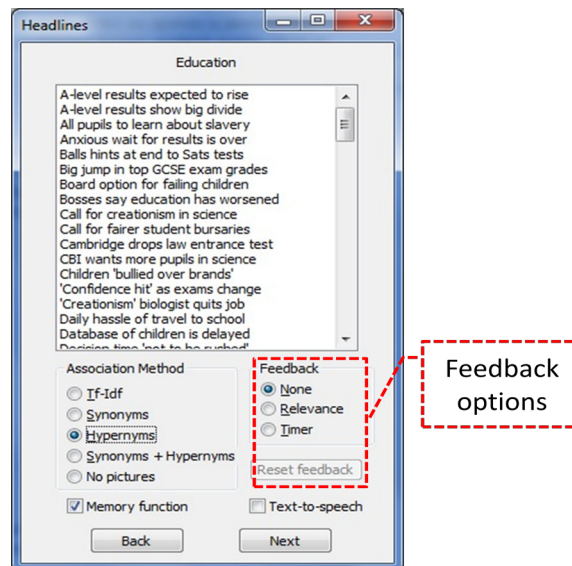 Headlines
Education
A-level results expected to rise
A-level results show big divide
All pupils to learn about slavery
Anxious wait for results is over
Balls hints at end to Sats tests
Big jump in top GCSE exam grades
Board option for failing children
Bosses say education has worsened
Call for creationism in science
Call for fairer student bursaries
Cambridge drops law entrance test
CBI wants more pupils in science
Children 'bullied over brands'
'Confidence hit' as exams change
'Creationism' biologist quits job
Daily hassle of travel to school
Database of children is delayed
Decision time 'not to be rushed'
Association Method
Tf-Idf
Synonyms
Hypernyms
Synonyms + Hypernyms
No pictures
Feedback
None
Relevance
Timer
Reset feedback
Feedback
options
Memory function
Text-to-speech
Back
Next